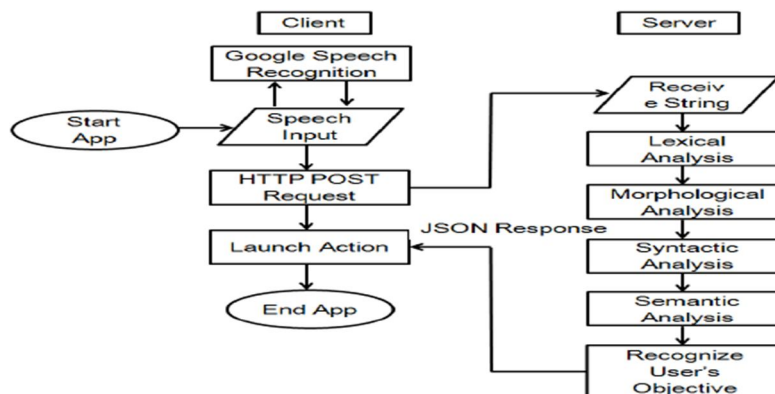 Client
Server
Google Speech
Recognition
Start
App
Speech
Input
HTTP POST
Request
Launch Action
End App
JSON Response
Receiv
e String
Lexical
Analysis
Morphological
Analysis
Syntactic
Analysis
Semantic
Analysis
Recognize
User's
Objective